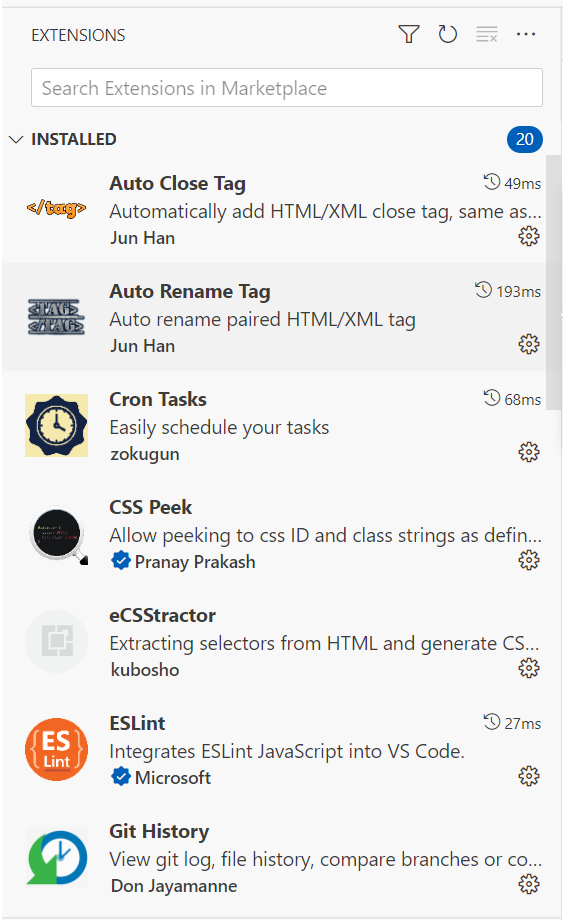 EXTENSIONS
Search Extensions in Marketplace
INSTALLED 20
</tag>
Auto Close Tag 49ms
Automatically add HTML/XML close tag, same as...
Jun Han
<TAG>
</TAG>
Auto Rename Tag 193ms
Auto rename paired HTML/XML tag
Jun Han
Cron Tasks 68ms
Easily schedule your tasks
zokugun
CSS Peek
Allow peeking to css ID and class strings as defin...
Pranay Prakash
eCSStractor
Extracting selectors from HTML and generate CS...
kubosho
{ES}
Lint
ESLint 27ms
Integrates ESLint JavaScript into VS Code.
Microsoft
Git History
View git log, file history, compare branches or co...
Don Jayamanne